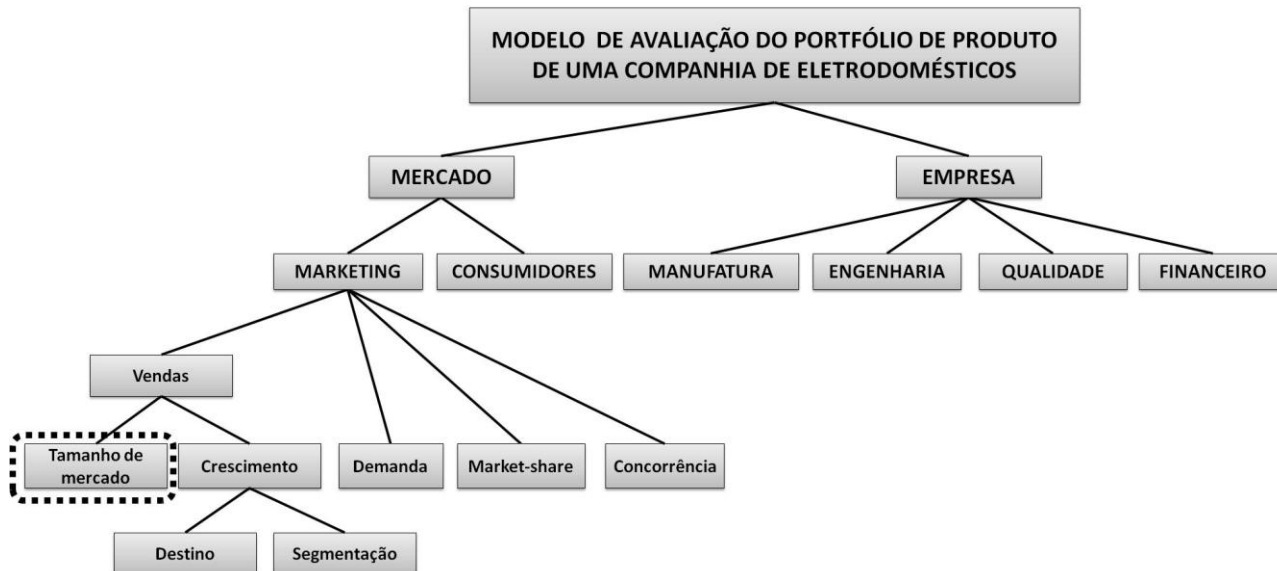 MODELO DE AVALIAÇÃO DO PORTFÓLIO DE PRODUTO
DE UMA COMPANHIA DE ELETRODOMÉSTICOS
MERCADO
EMPRESA
MARKETING
CONSUMIDORES
MANUFATURA
ENGENHARIA
QUALIDADE
FINANCEIRO
Vendas
Tamanho de
mercado
Crescimento
Demanda
Market-share
Concorrência
Destino
Segmentação